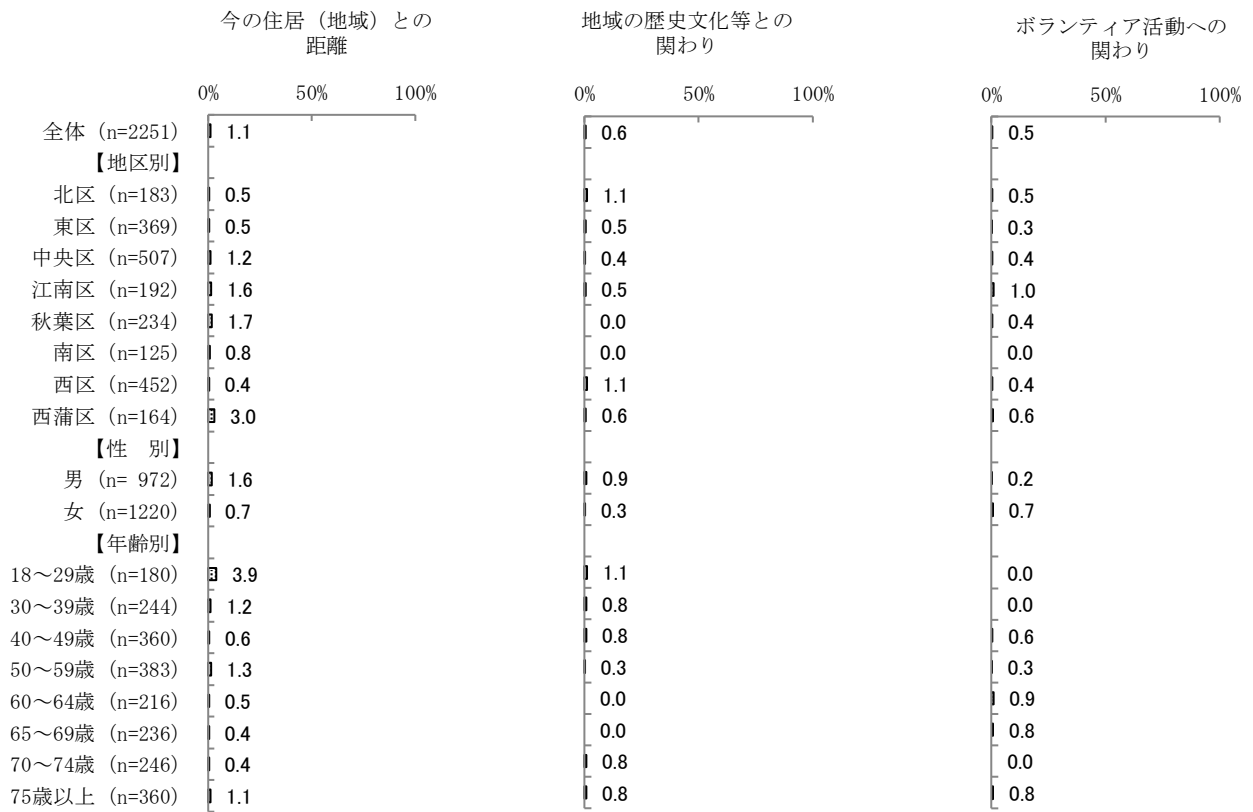 今の住居（地域）との
距離
地域の歴史文化等との
関わり
ボランティア活動への
関わり
0% 50% 100% 0% 50% 100% 0% 50% 100%
全体 (n=2251) 1.1 0.6 0.5
【地区別】
北区 (n=183) 0.5 1.1 0.5
東区 (n=369) 0.5 0.5 0.3
中央区 (n=507) 1.2 0.4 0.4
江南区 (n=192) 1.6 0.5 1.0
秋葉区 (n=234) 1.7 0.0 0.4
南区 (n=125) 0.8 0.0 0.0
西区 (n=452) 0.4 1.1 0.4
西蒲区 (n=164) 3.0 0.6 0.6
【性　別】
男 (n= 972) 1.6 0.9 0.2
女 (n=1220) 0.7 0.3 0.7
【年齢別】
18～29歳 (n=180) 3.9 1.1 0.0
30～39歳 (n=244) 1.2 0.8 0.0
40～49歳 (n=360) 0.6 0.8 0.6
50～59歳 (n=383) 1.3 0.3 0.3
60～64歳 (n=216) 0.5 0.0 0.9
65～69歳 (n=236) 0.4 0.0 0.8
70～74歳 (n=246) 0.4 0.8 0.0
75歳以上 (n=360) 1.1 0.8 0.8